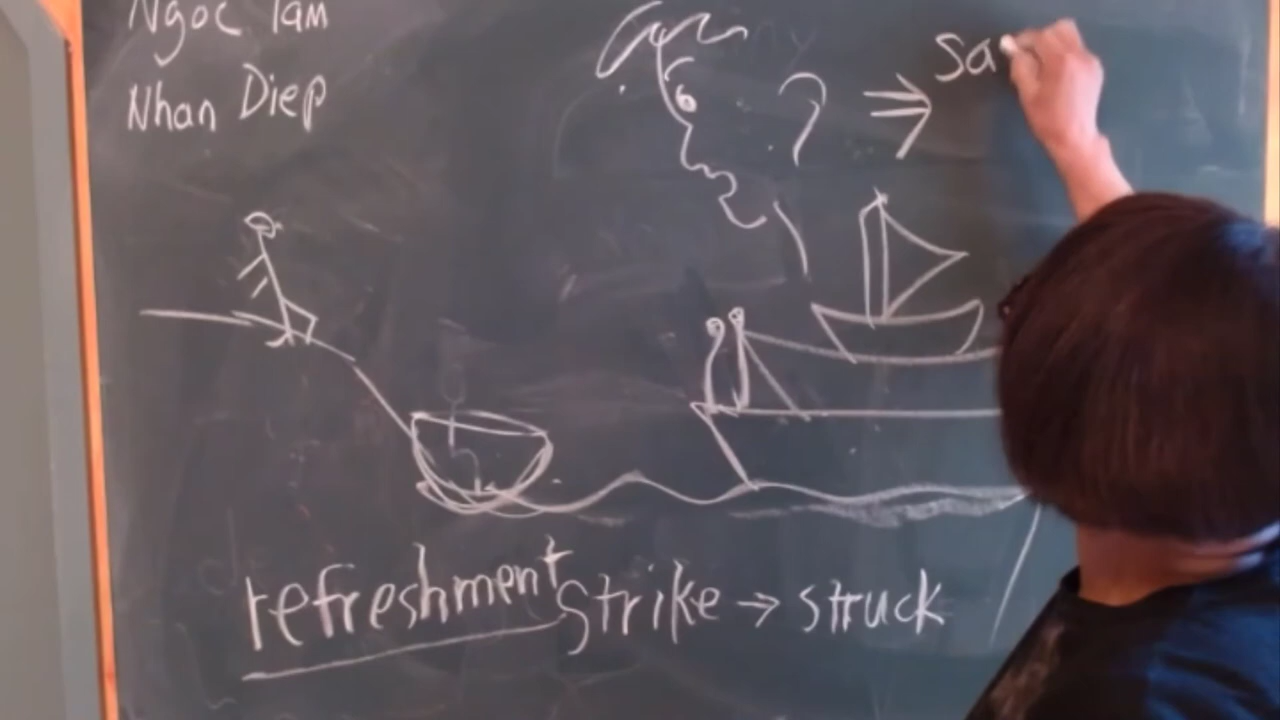 Ngoc Tam
Nhan Diep
? ⇒ sa
refreshment strike → struck